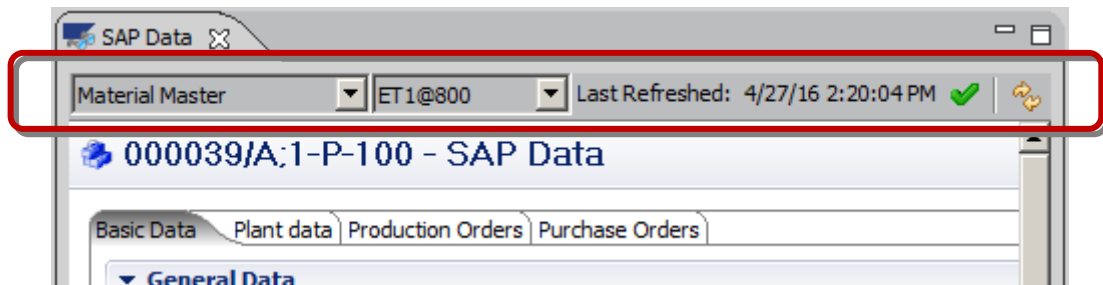 SAP Data
Material Master ET1@800 Last Refreshed: 4/27/16 2:20:04 PM
000039/A;1-P-100 - SAP Data
Basic Data Plant data Production Orders Purchase Orders
General Data